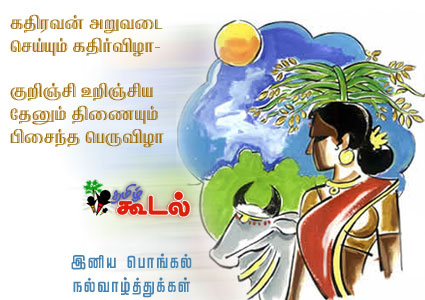 கதிரவன் அறுவடை
செய்யும் கதிர்விழா-
குறிஞ்சி உறிஞ்சிய
தேனும் திணையும்
பிசைந்த பெருவிழா
தமிழ்
கூடல்
இனிய பொங்கல்
நல்வாழ்த்துக்கள்